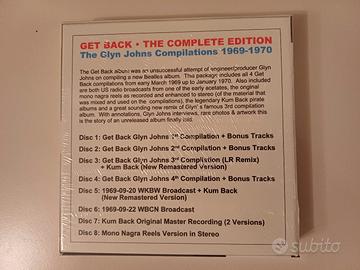 GET BACK • THE COMPLETE EDITION
The Glyn Johns Compilations 1969-1970
The Get Back album was an unsuccessful attempt of engineer/producer Glyn
Johns on compiling a new Beatles album. This package includes all 4 Get
Back compilations from early March 1969 up to January 1970. Also included
are both US radio broadcasts from one of the early acetates, the original
mono nagra reels as recorded and enhanced to stereo (of the material that
was mixed and used on the compilations), the legendary Kum Back pirate
albums and a great sounding new remix of Glyn's famous 3rd compilation
album. With annotations, Glyn Johns interviews, rare photos & artwork this
is the story of an unreleased album finally told.
Disc 1: Get Back Glyn Johns 1st Compilation + Bonus Tracks
Disc 2: Get Back Glyn Johns 2nd Compilation + Bonus Tracks
Disc 3: Get Back Glyn Johns 3rd Compilation (LR Remix)
+ Kum Back (New Remastered Version)
Disc 4: Get Back Glyn Johns 4th Compilation + Bonus Tracks
Disc 5: 1969-09-20 WKBW Broadcast + Kum Back
(New Remastered Version)
Disc 6: 1969-09-22 WBCN Broadcast
Disc 7: Kum Back Original Master Recording (2 Versions)
Disc 8: Mono Nagra Reels Version in Stereo
subito